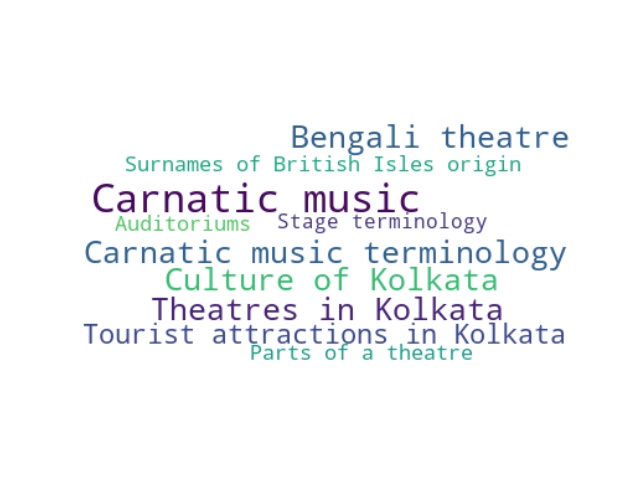 Bengali theatre
Surnames of British Isles origin
Carnatic music
Auditoriums
Stage terminology
Carnatic music terminology
Culture of Kolkata
Theatres in Kolkata
Tourist attractions in Kolkata
Parts of a theatre